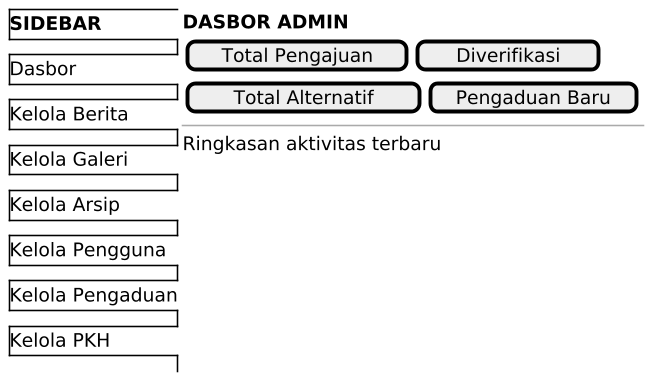 SIDEBAR
Dasbor
Kelola Berita
Kelola Galeri
Kelola Arsip
Kelola Pengguna
Kelola Pengaduan
Kelola PKH
DASBOR ADMIN
Total Pengajuan Diverifikasi
Total Alternatif Pengaduan Baru
Ringkasan aktivitas terbaru